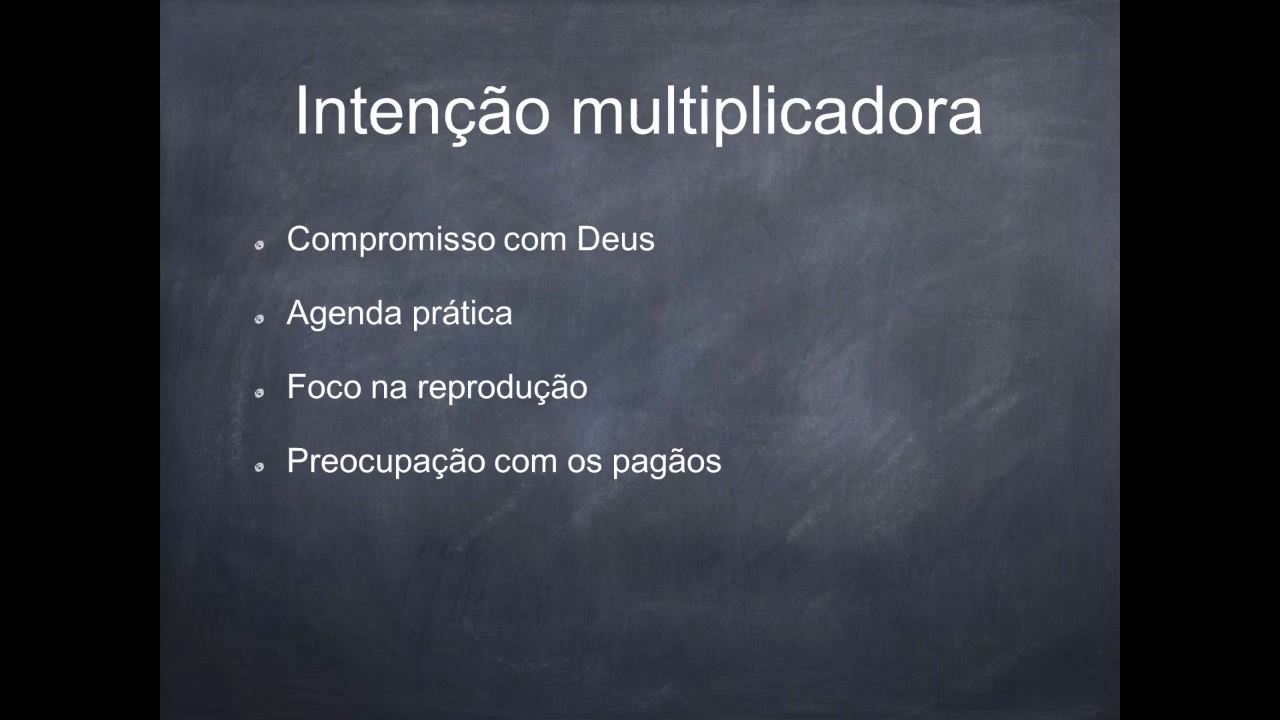 Intenção multiplicadora
Compromisso com Deus
Agenda prática
Foco na reprodução
Preocupação com os pagãos